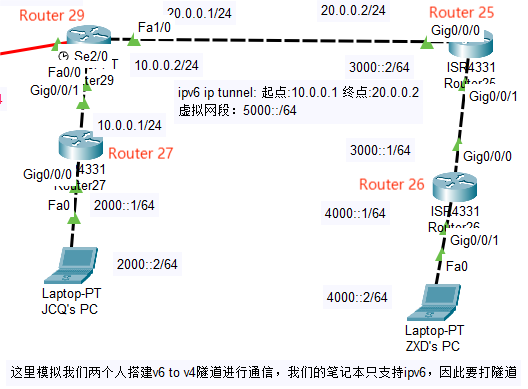 Router 29
20.0.0.1/24
20.0.0.2/24
Router 25
Fa1/0
Gig0/0/0
Se2/0
Fa0/0
10.0.0.2/24
3000::2/64
ISR4331
Gig0/0/1
ipv6 ip tunnel: 起点:10.0.0.1 终点:20.0.0.2
虚拟网段：5000::/64
Gig0/0/1
10.0.0.1/24
Router 27
4331
3000::1/64
Gig0/0/0
Gig0/0/0
Router27
Router 26
Fa0
2000::1/64
4000::1/64
ISR4331
Router26
Gig0/0/1
2000::2/64
Fa0
Laptop-PT
JCQ's PC
4000::2/64
Laptop-PT
ZXD's PC
这里模拟我们两个人搭建v6 to v4隧道进行通信，我们的笔记本只支持ipv6，因此要打隧道